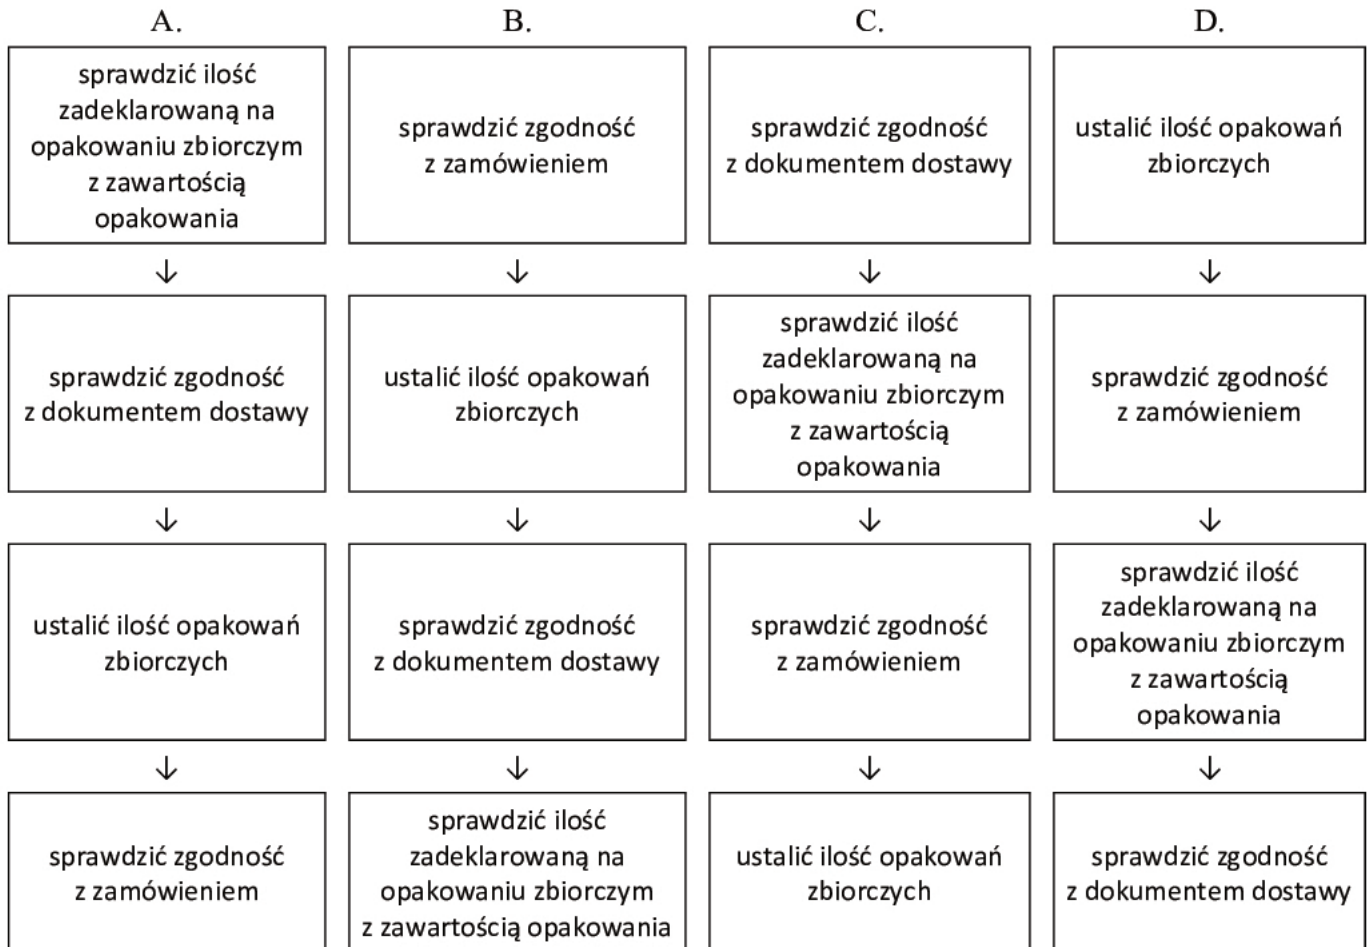 A.
sprawdzić ilość
zadeklarowaną na
opakowaniu zbiorczym
z zawartością
opakowania
↓
sprawdzić zgodność
z dokumentem dostawy
↓
ustalić ilość opakowań
zbiorczych
↓
sprawdzić zgodność
z zamówieniem
B.
sprawdzić zgodność
z zamówieniem
↓
ustalić ilość opakowań
zbiorczych
↓
sprawdzić zgodność
z dokumentem dostawy
↓
sprawdzić ilość
zadeklarowaną na
opakowaniu zbiorczym
z zawartością opakowania
C.
sprawdzić zgodność
z dokumentem dostawy
↓
sprawdzić ilość
zadeklarowaną na
opakowaniu zbiorczym
z zawartością
opakowania
↓
sprawdzić zgodność
z zamówieniem
↓
ustalić ilość opakowań
zbiorczych
D.
ustalić ilość opakowań
zbiorczych
↓
sprawdzić zgodność
z zamówieniem
↓
sprawdzić ilość
zadeklarowaną na
opakowaniu zbiorczym
z zawartością
opakowania
↓
sprawdzić zgodność
z dokumentem dostawy